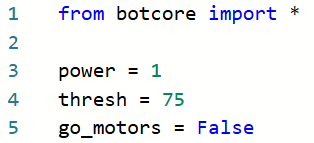 1 from botcore import *
2
3 power = 1
4 thresh = 75
5 go_motors = False